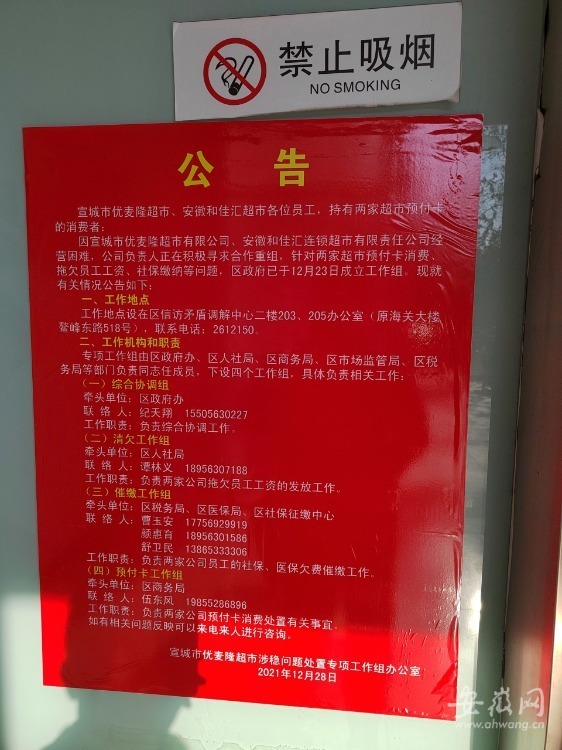 禁止吸烟
NO SMOKING
公 告
宣城市优麦隆超市、安徽和佳汇超市各位员工，持有两家超市预付卡
的消费者：
因宣城市优麦隆超市有限公司、安徽和佳汇连锁超市有限责任公司经
营困难，公司负责人正在积极寻求合作重组，针对两家超市预付卡消费、
拖欠员工工资、社保缴纳等问题，区政府已于12月23日成立工作组。现就
有关情况公告如下：
一、工作地点
工作地点设在区信访矛盾调解中心二楼203、205办公室（原海关大楼
鳌峰东路518号），联系电话：2612150。
二、工作机构和职责
专项工作组由区政府办、区人社局、区商务局、区市场监管局、区税
务局等部门负责同志任成员，下设四个工作组，具体负责相关工作：
（一）综合协调组
牵头单位：区政府办
联 络 人：纪天翔 15505630227
工作职责：负责综合协调工作。
（二）清欠工作组
牵头单位：区人社局
联 络 人：谭林义 18956307188
工作职责：负责两家公司拖欠员工工资的发放工作。
（三）催缴工作组
牵头单位：区税务局、区医保局、区社保征缴中心
联 络 人：曹玉安 17756929919
颜惠育 18956301586
舒卫民 13865333306
工作职责：负责两家公司员工的社保、医保欠费催缴工作。
（四）预付卡工作组
牵头单位：区商务局
联 络 人：伍东风 19855286896
工作职责：负责两家公司预付卡消费处置有关事宜。
如有相关问题反映可以来电来人进行咨询。
宣城市优麦隆超市涉稳问题处置专项工作组办公室
2021年12月28日
安徽网
www.ahwang.cn